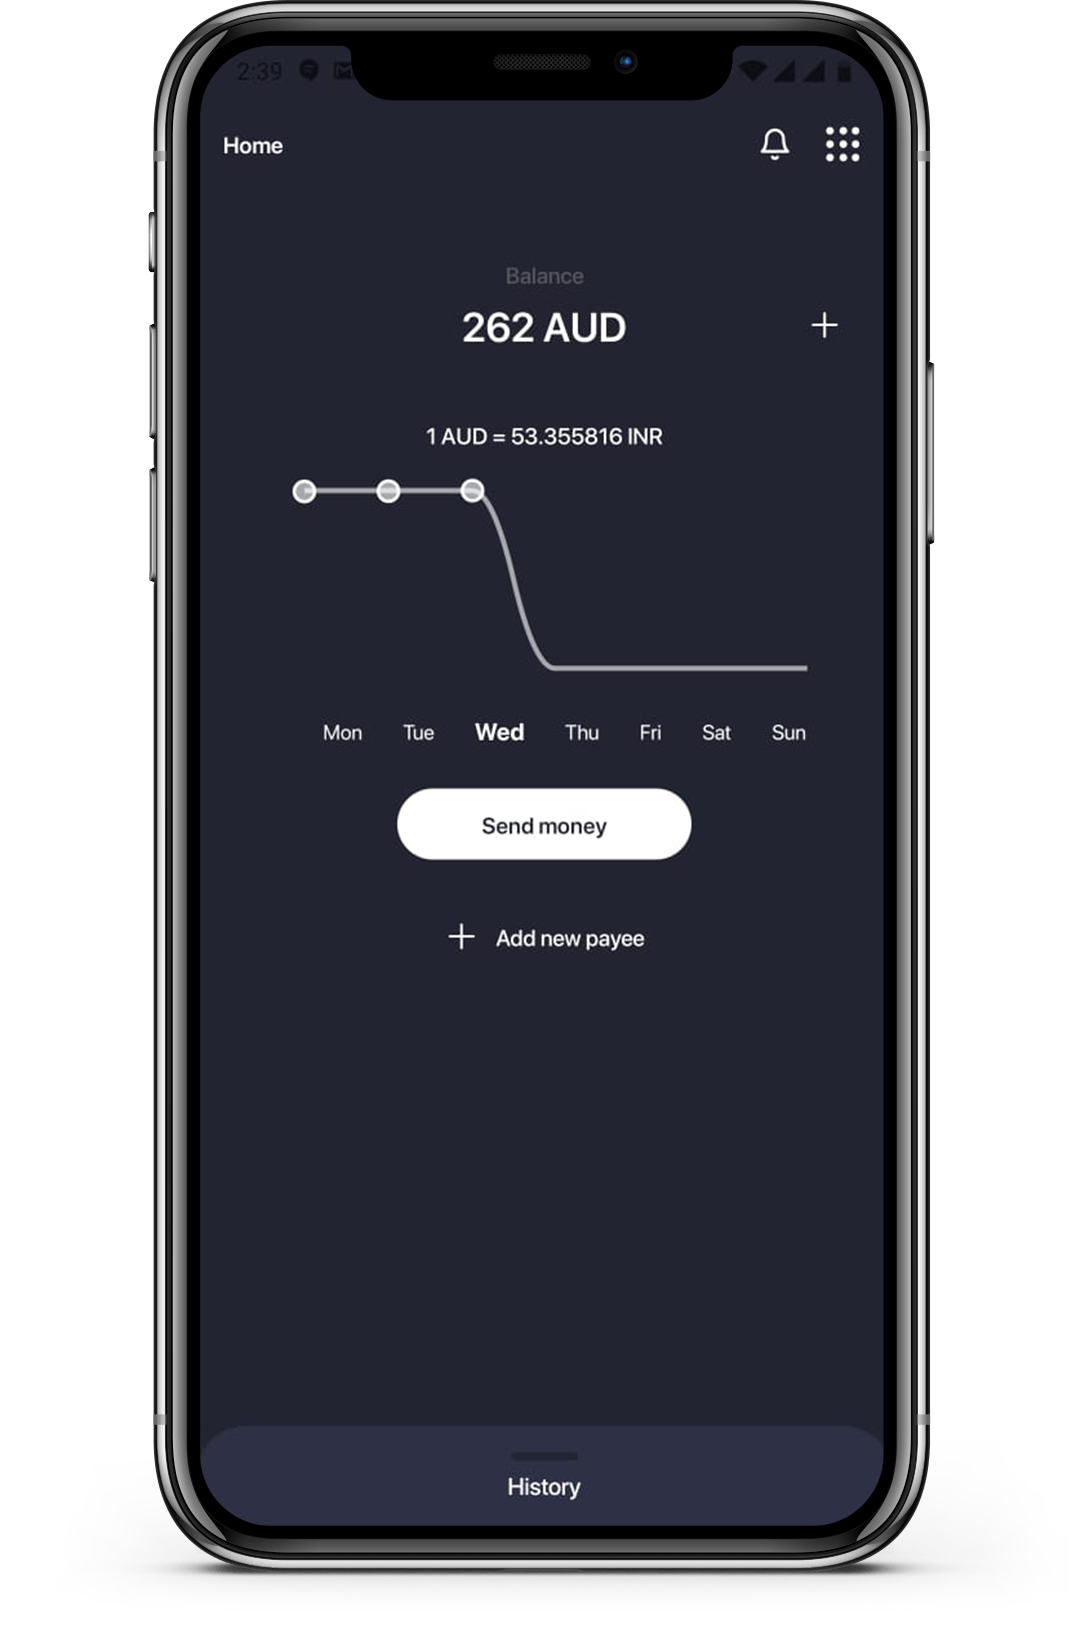 2:39
Home
Balance
262 AUD
1 AUD = 53.355816 INR
Mon Tue Wed Thu Fri Sat Sun
Send money
Add new payee
History